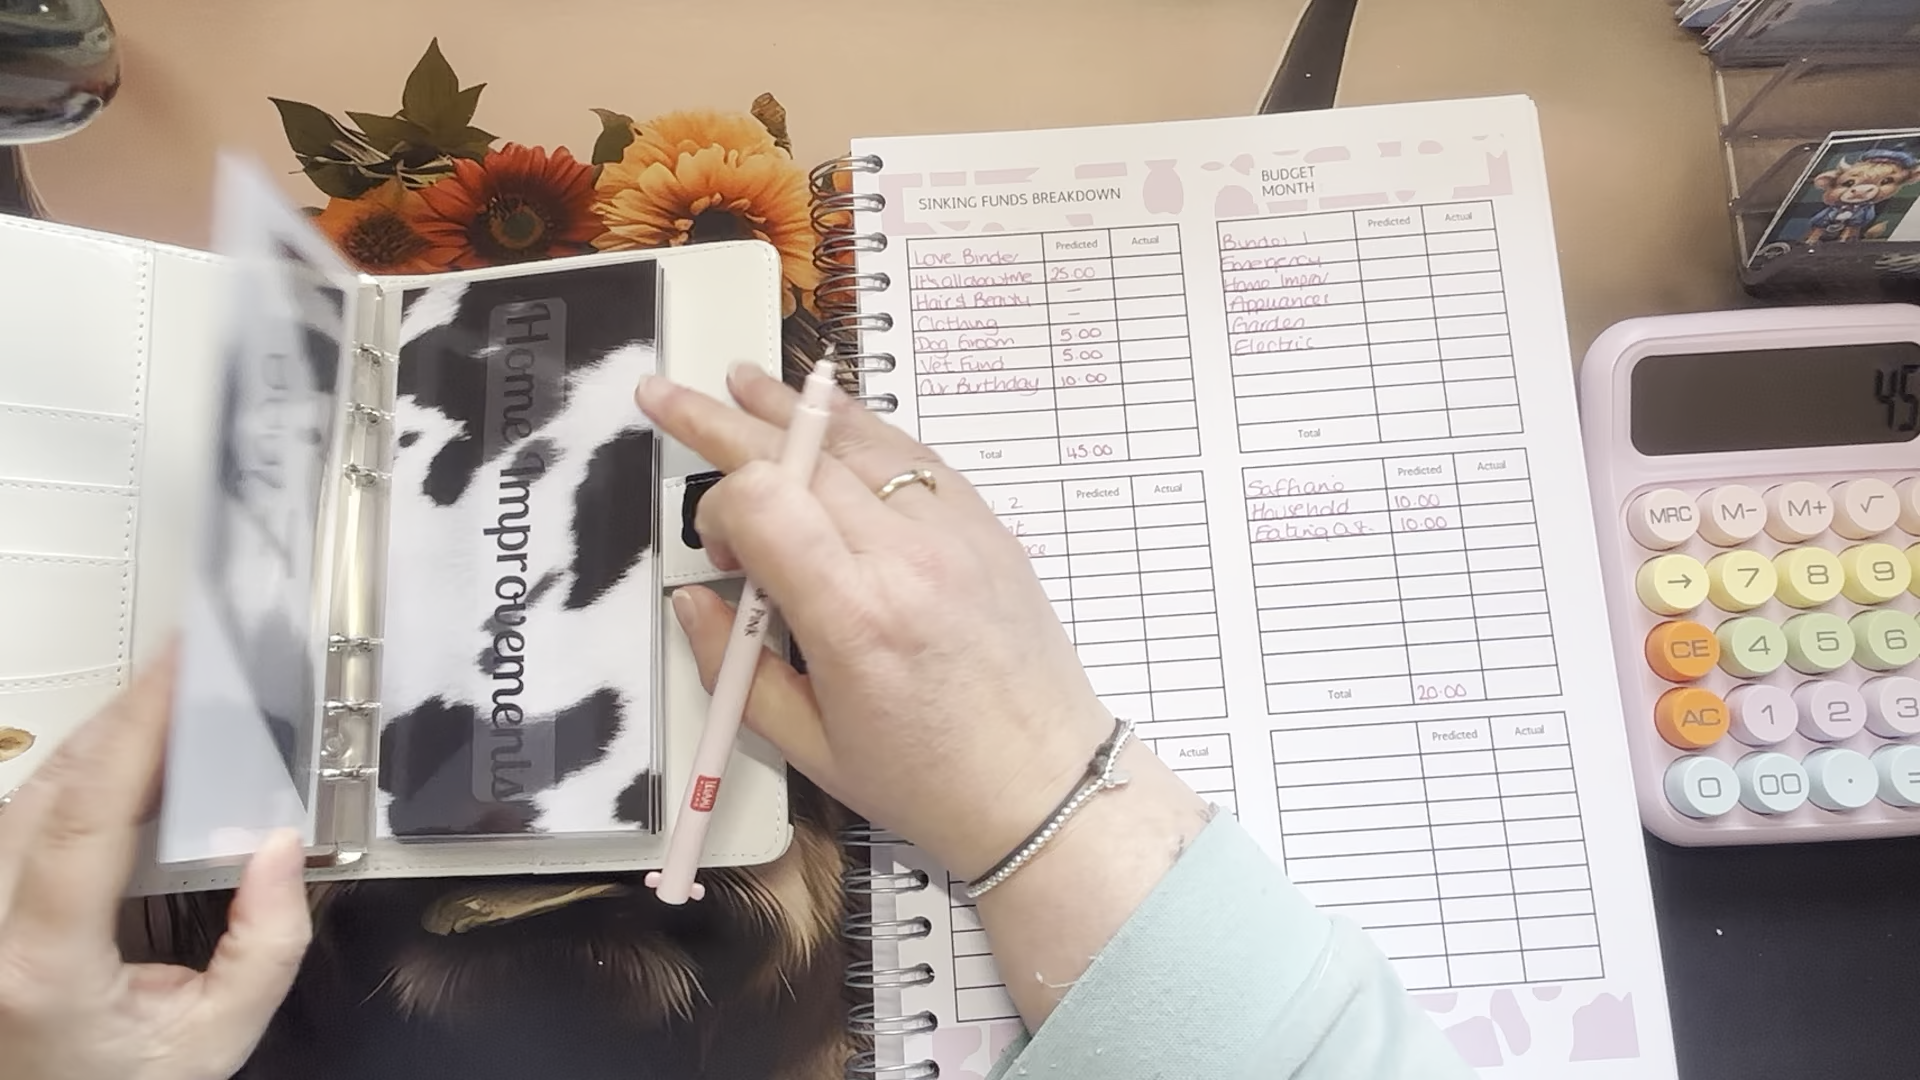 Home Improvements
SINKING FUNDS BREAKDOWN
BUDGET
MONTH
Predicted Actual
Love Binder
It's all about me 25.00
Hair & Beauty —
Clothing —
Dog Groom 5.00
Vet Fund 5.00
Our Birthday 10.00
Total 45.00
Predicted Actual
Binder 1
Emergency
Home Improv
Appliances
Garden
Electric
Total
2
Predicted Actual
Predicted Actual
Saffiano
Household 10.00
Eating Out 10.00
Total 20.00
Actual
Predicted Actual
PINK
LEGAMI
45
MRC M- M+ √
→ 7 8 9
CE 4 5 6
AC 1 2 3
0 00 . =